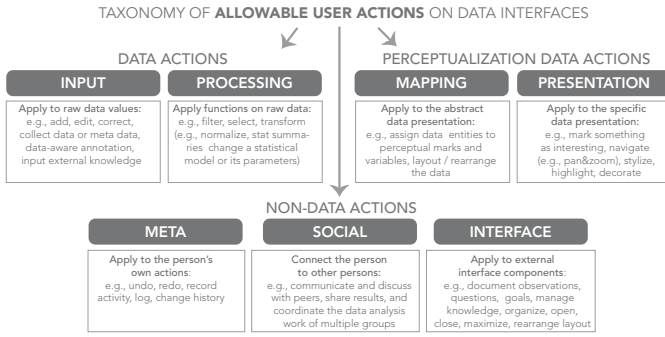 TAXONOMY OF ALLOWABLE USER ACTIONS ON DATA INTERFACES
DATA ACTIONS
INPUT
Apply to raw data values:
e.g., add, edit, correct,
collect data or meta data,
data-aware annotation,
input external knowledge
PROCESSING
Apply functions on raw data:
e.g., filter, select, transform
(e.g., normalize, stat summa-
ries change a statistical
model or its parameters)
PERCEPTUALIZATION DATA ACTIONS
MAPPING
Apply to the abstract
data presentation:
e.g., assign data entities to
perceptual marks and
variables, layout / rearrange
the data
PRESENTATION
Apply to the specific
data presentation:
e.g., mark something
as interesting, navigate
(e.g., pan&zoom), stylize,
highlight, decorate
NON-DATA ACTIONS
META
Apply to the person's
own actions:
e.g., undo, redo, record
activity, log, change history
SOCIAL
Connect the person
to other persons:
e.g., communicate and discuss
with peers, share results, and
coordinate the data analysis
work of multiple groups
INTERFACE
Apply to external
interface components:
e.g., document observations,
questions, goals, manage
knowledge, organize, open,
close, maximize, rearrange layout